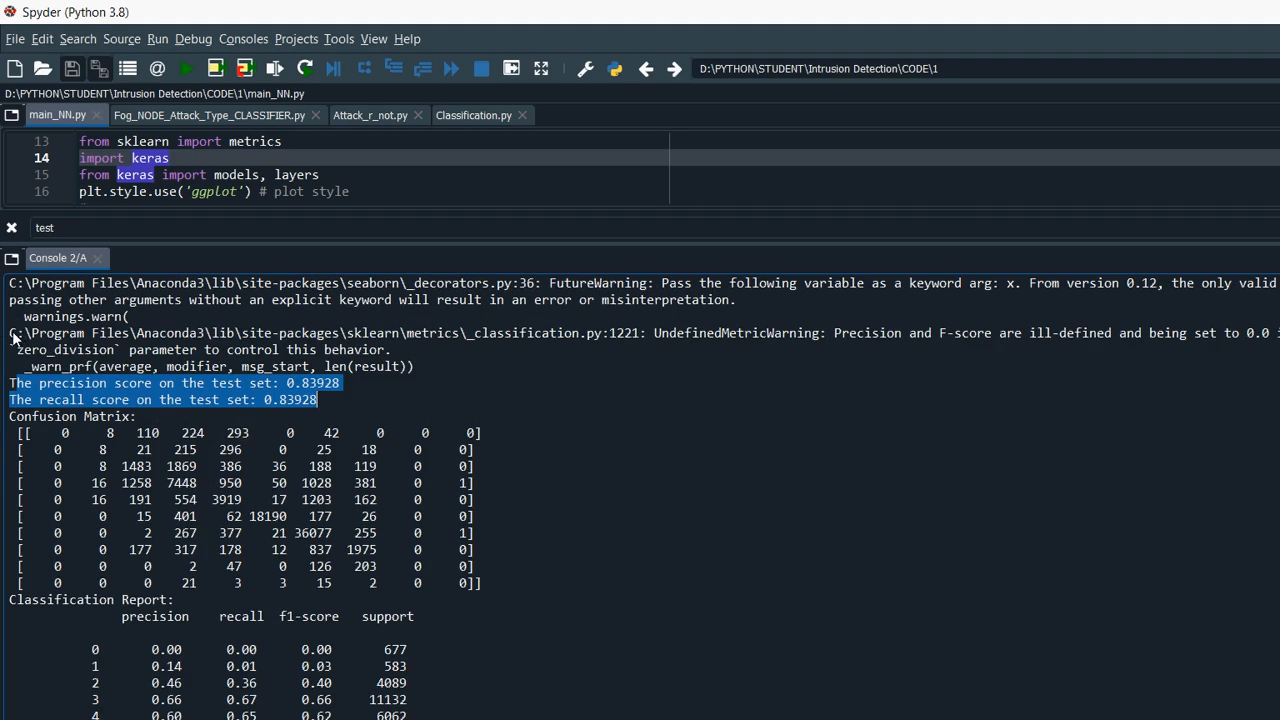 Spyder (Python 3.8)
File Edit Search Source Run Debug Consoles Projects Tools View Help
D:\PYTHON\STUDENT\Intrusion Detection\CODE\1
D:\PYTHON\STUDENT\Intrusion Detection\CODE\1\main_NN.py
main_NN.py Fog_NODE_Attack_Type_CLASSIFIER.py Attack_r_not.py Classification.py
13 from sklearn import metrics
14 import keras
15 from keras import models, layers
16 plt.style.use('ggplot') # plot style
test
Console 2/A
C:\Program Files\Anaconda3\lib\site-packages\seaborn\_decorators.py:36: FutureWarning: Pass the following variable as a keyword arg: x. From version 0.12, the only valid
passing other arguments without an explicit keyword will result in an error or misinterpretation.
warnings.warn(
C:\Program Files\Anaconda3\lib\site-packages\sklearn\metrics\_classification.py:1221: UndefinedMetricWarning: Precision and F-score are ill-defined and being set to 0.0
`zero_division` parameter to control this behavior.
_warn_prf(average, modifier, msg_start, len(result))
The precision score on the test set: 0.83928
The recall score on the test set: 0.83928
Confusion Matrix:
[[ 0 8 110 224 293 0 42 0 0 0]
[ 0 8 21 215 296 0 25 18 0 0]
[ 0 8 1483 1869 386 36 188 119 0 0]
[ 0 16 1258 7448 950 50 1028 381 0 1]
[ 0 16 191 554 3919 17 1203 162 0 0]
[ 0 0 15 401 62 18190 177 26 0 0]
[ 0 0 2 267 377 21 36077 255 0 1]
[ 0 0 177 317 178 12 837 1975 0 0]
[ 0 0 0 2 47 0 126 203 0 0]
[ 0 0 0 21 3 3 15 2 0 0]]
Classification Report:
precision recall f1-score support
0 0.00 0.00 0.00 677
1 0.14 0.01 0.03 583
2 0.46 0.36 0.40 4089
3 0.66 0.67 0.66 11132
4 0.60 0.65 0.62 6062